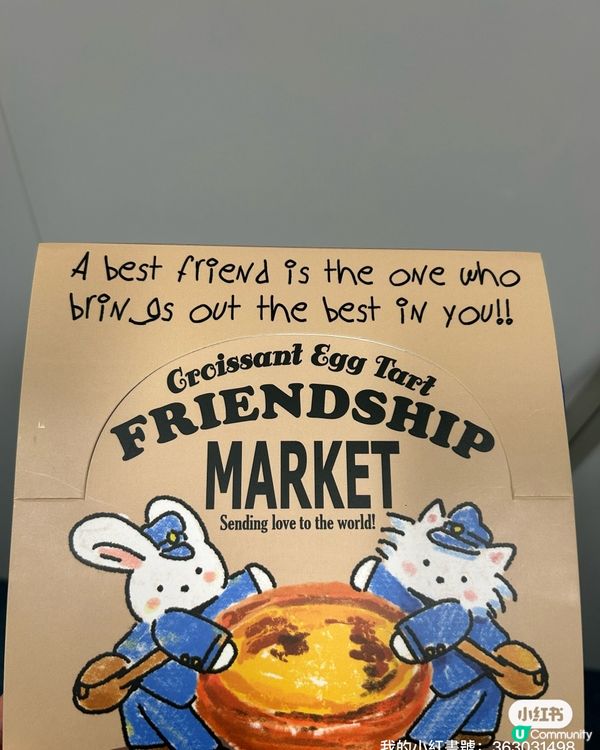 A best friend is the one who
brin_gs out the best in you!!
Croissant Egg Tart
FRIENDSHIP
MARKET
Sending love to the world!
小红书
我的小紅書號：363031498
U Community